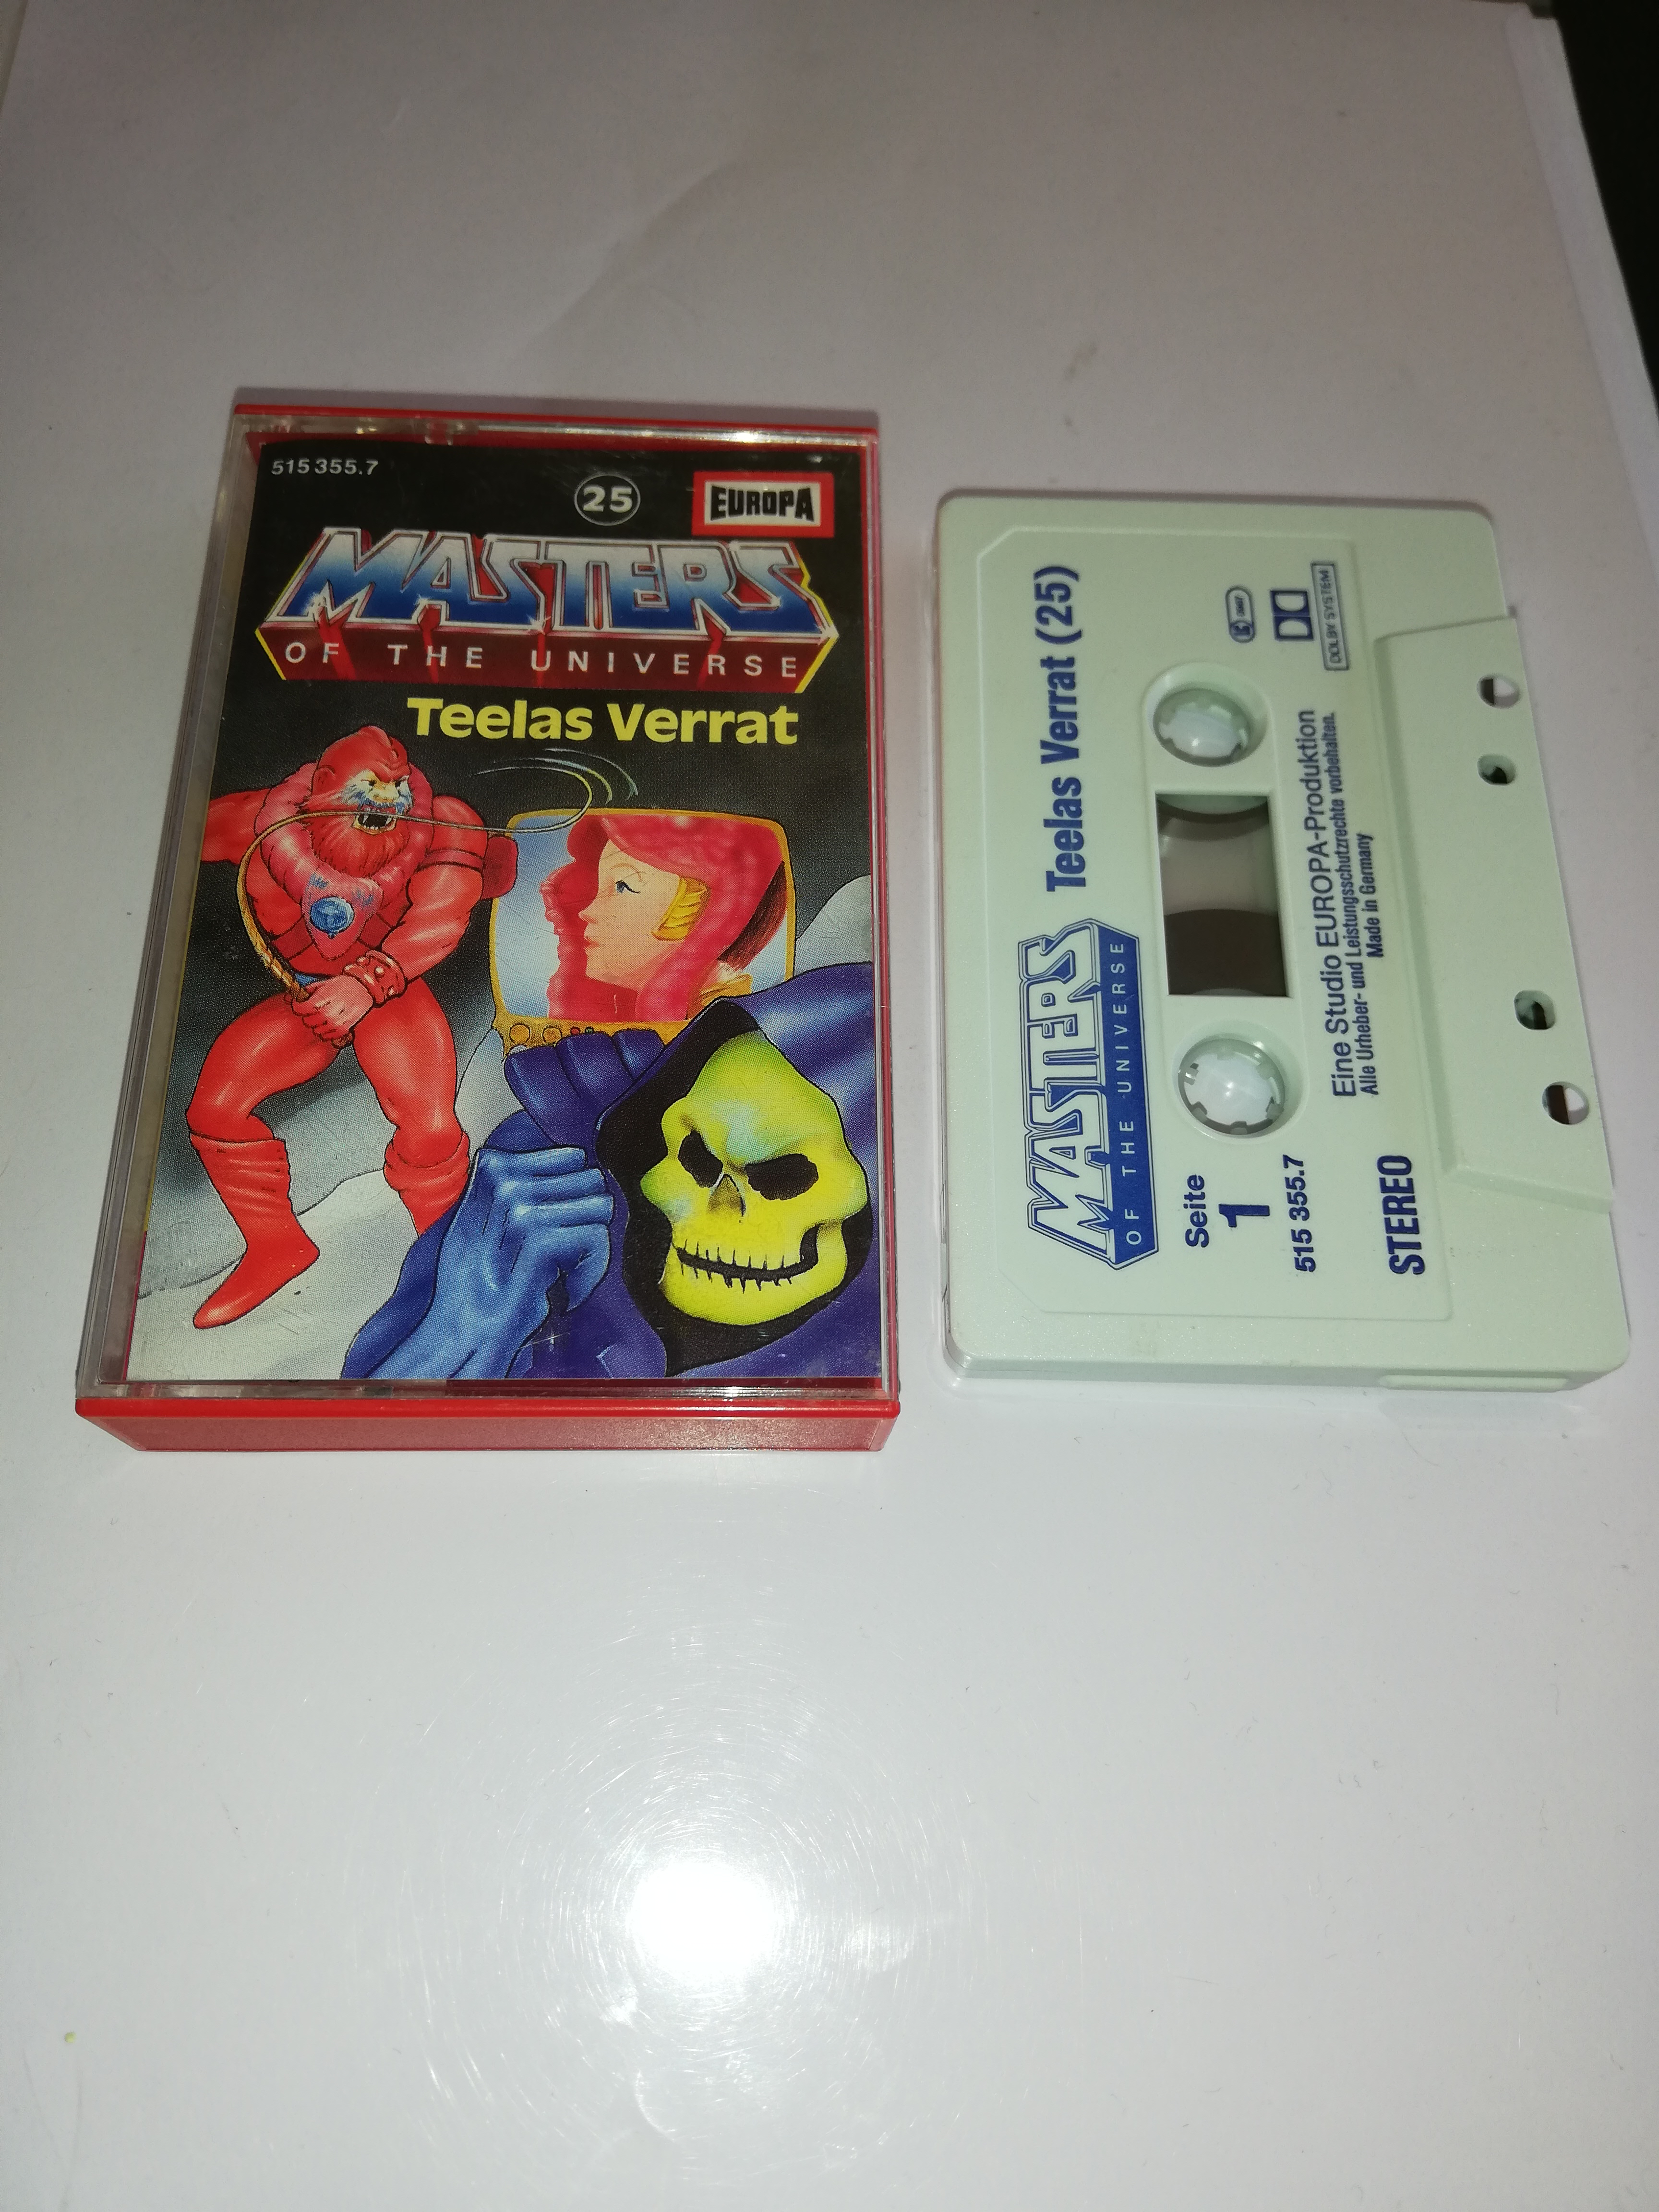 515 355.7
25
EUROPA
MASTERS
OF THE UNIVERSE
Teelas Verrat
MASTERS
OF THE UNIVERSE
Teelas Verrat (25)
Seite
1
515 355.7
STEREO
Eine Studio EUROPA-Produktion
Alle Urheber- und Leistungsschutzrechte vorbehalten.
Made in Germany
DOLBY SYSTEM